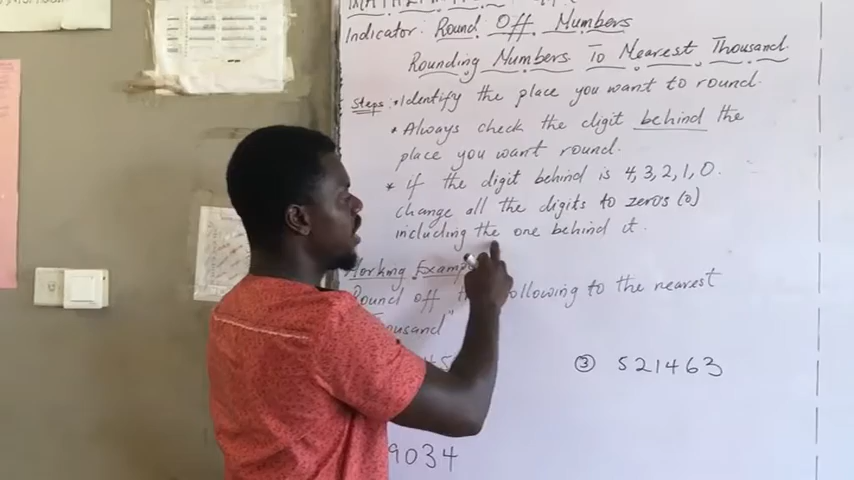 Indicator: Round Off Numbers
Rounding Numbers To Nearest Thousand.
Steps: • Identify the place you want to round.
• Always check the digit behind the
place you want round.
* if the digit behind is 4,3,2,1,0.
change all the digits to zeros (0)
including the one behind it.
Working
Round off the following to the nearest
③ 521463
9034